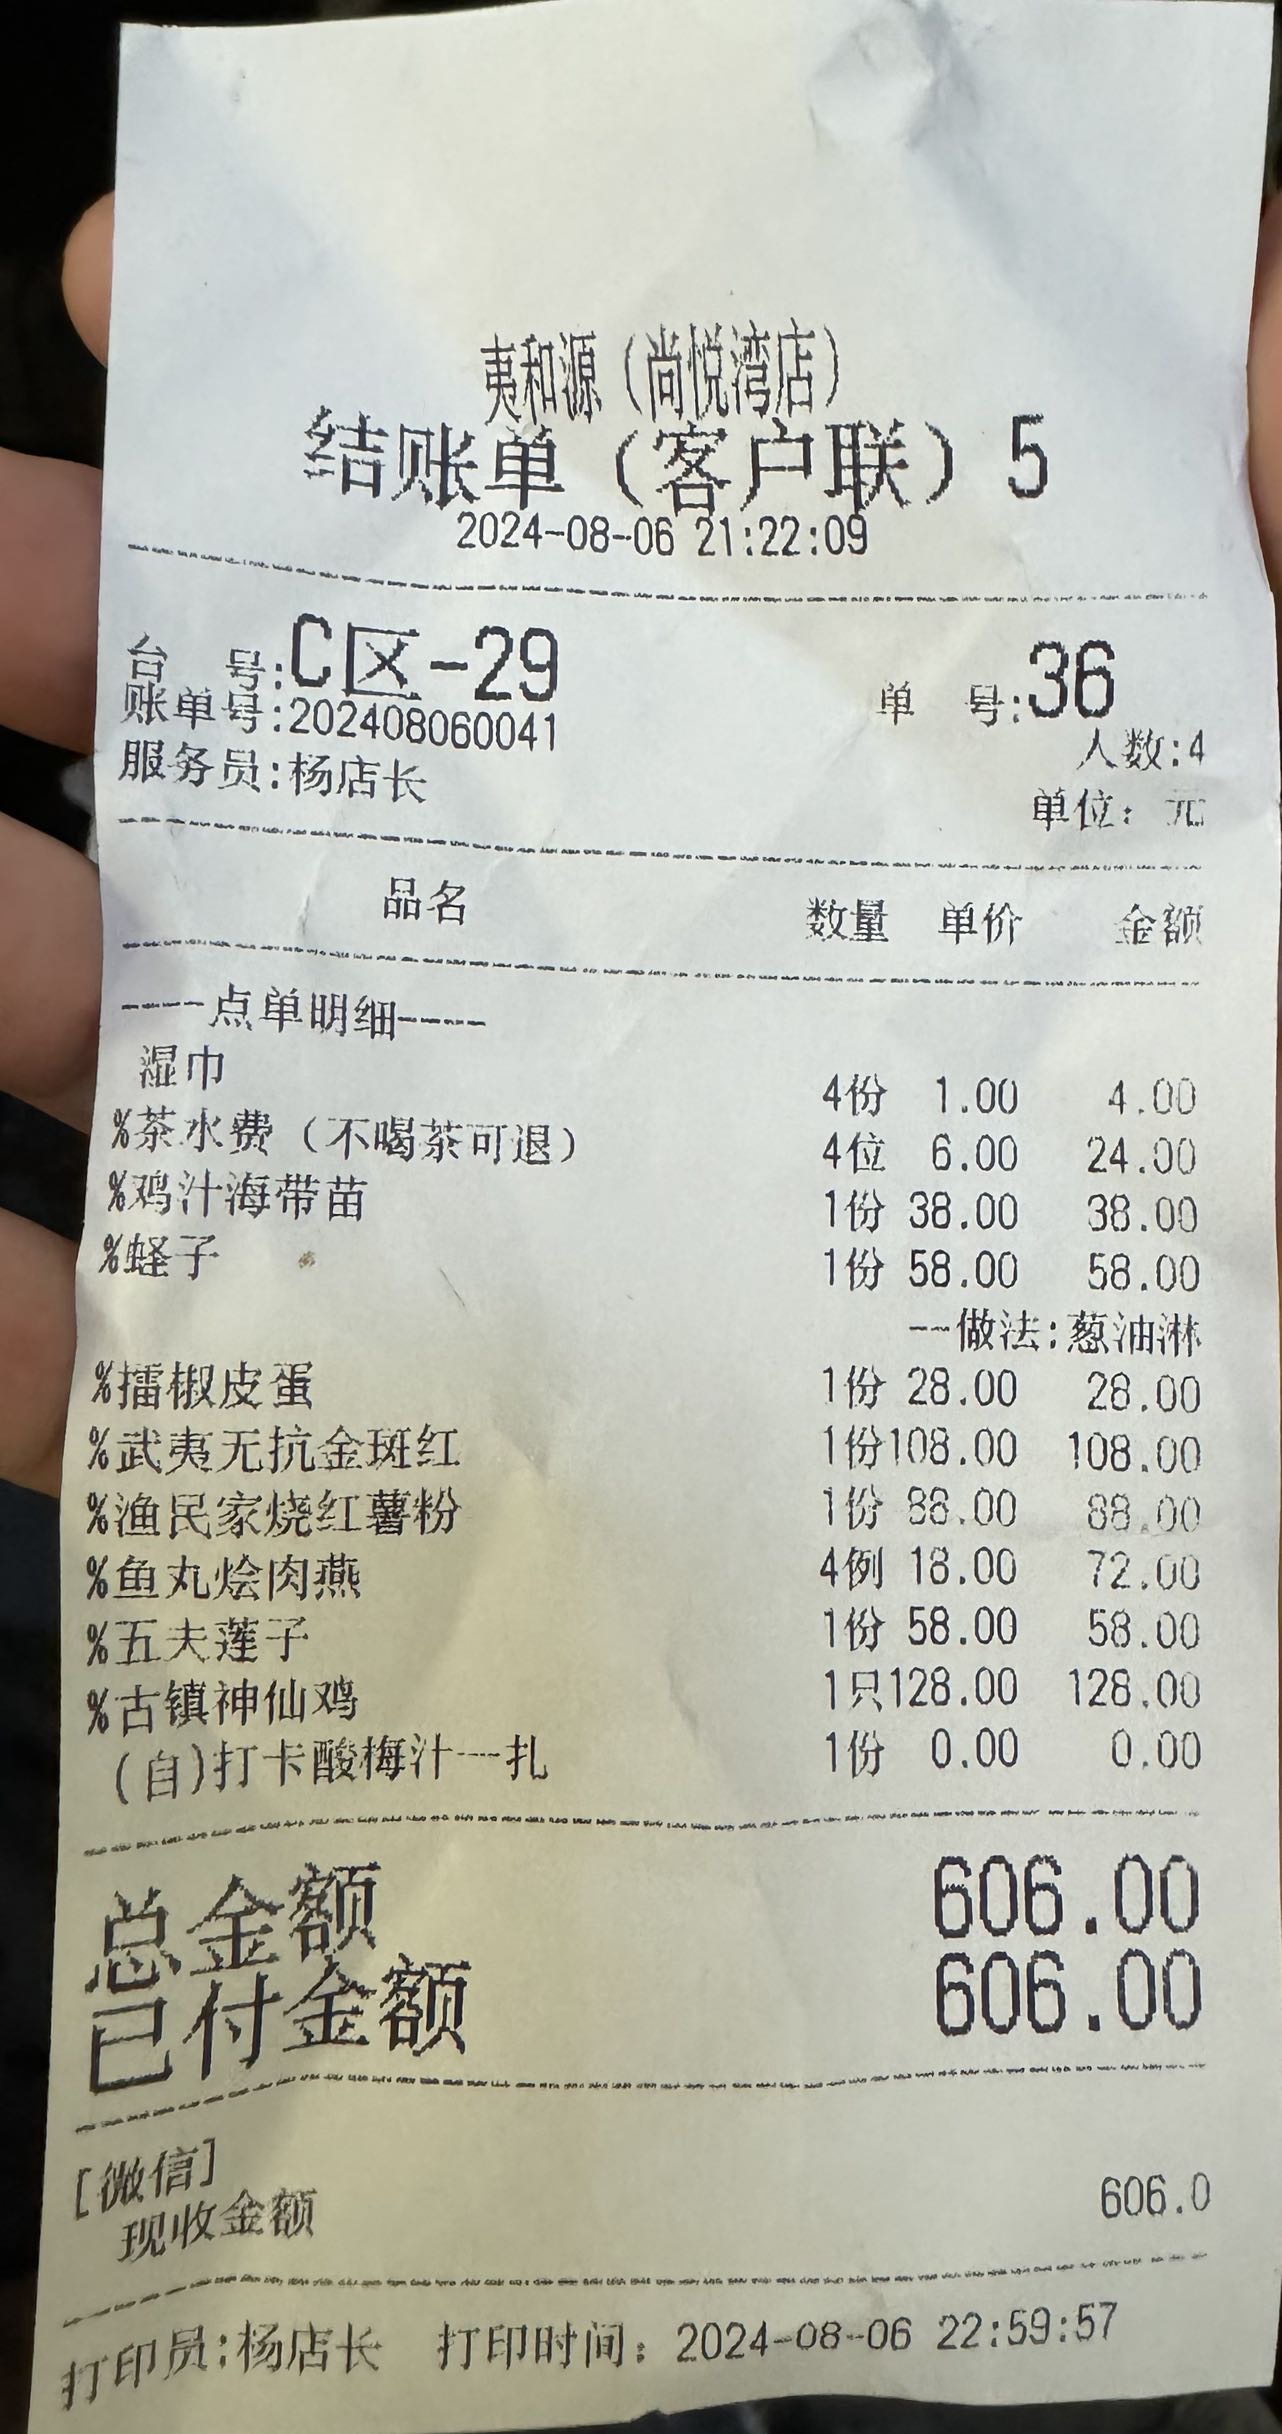 夷和源（尚悦湾店）
结账单（客户联）5
2024-08-06 21:22:09
台 号:C区-29 单 号:36
账单号:202408060041 人数:4
服务员:杨店长 单位: 元
品名 数量 单价 金额
----点单明细----
湿巾 4份 1.00 4.00
%茶水费（不喝茶可退） 4位 6.00 24.00
%鸡汁海带苗 1份 38.00 38.00
%蛏子 1份 58.00 58.00
--做法:葱油淋
%擂椒皮蛋 1份 28.00 28.00
%武夷无抗金斑红 1份108.00 108.00
%渔民家烧红薯粉 1份 88.00 88.00
%鱼丸烩肉燕 4例 18.00 72.00
%五夫莲子 1份 58.00 58.00
%古镇神仙鸡 1只128.00 128.00
(自)打卡酸梅汁一扎 1份 0.00 0.00
总金额 606.00
已付金额 606.00
[微信]
现收金额 606.0
打印员:杨店长 打印时间: 2024-08-06 22:59:57